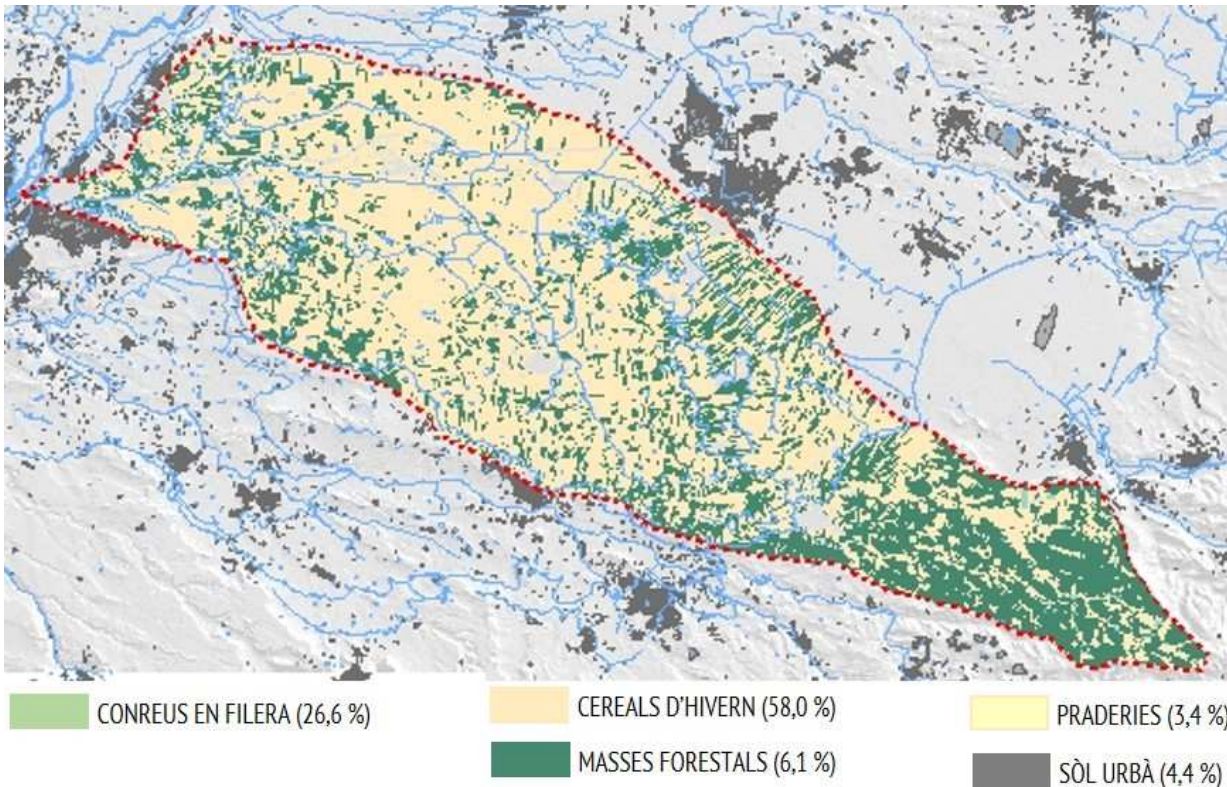 CONREUS EN FILERA (26,6 %)
CEREALS D'HIVERN (58,0 %)
PRADERIES (3,4 %)
MASSES FORESTALS (6,1 %)
SÒL URBÀ (4,4 %)